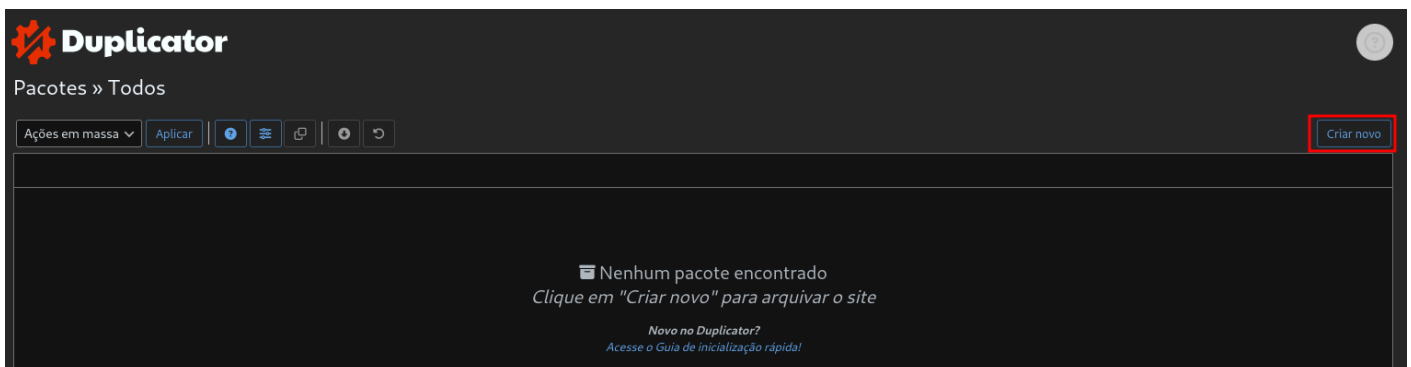 Duplicator
Pacotes » Todos
Ações em massa Aplicar Criar novo
Nenhum pacote encontrado
Clique em "Criar novo" para arquivar o site
Novo no Duplicator?
Acesse o Guia de inicialização rápida!